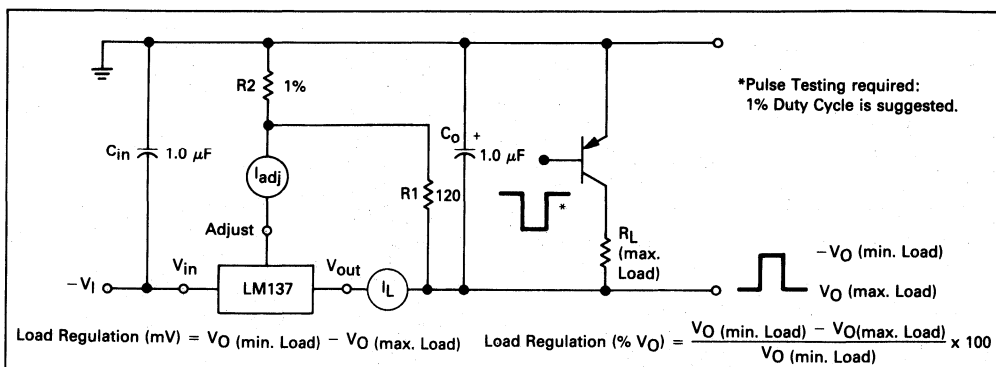 R2 1%
*Pulse Testing required:
1% Duty Cycle is suggested.
Cin 1.0 μF
Co + 1.0 μF
Iadj
R1 120
*
Adjust
RL
(max.
Load)
Vin
Vout
-VI
LM137
IL
-VO (min. Load)
VO (max. Load)
Load Regulation (mV) = VO (min. Load) - VO (max. Load)
Load Regulation (% VO) = VO (min. Load) - VO(max. Load) / VO (min. Load) x 100